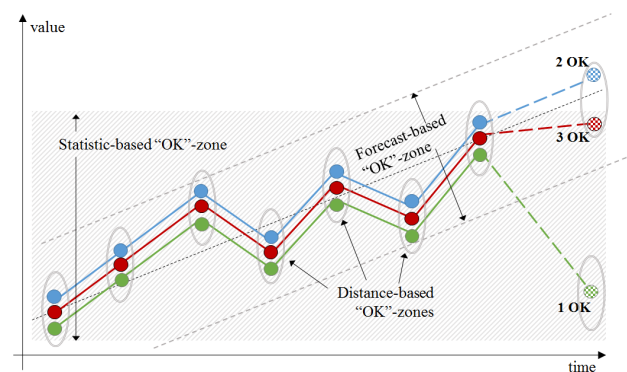 value
2 OK
3 OK
Statistic-based “OK”-zone
Forecast-based
“OK”-zone
Distance-based
“OK”-zones
1 OK
time